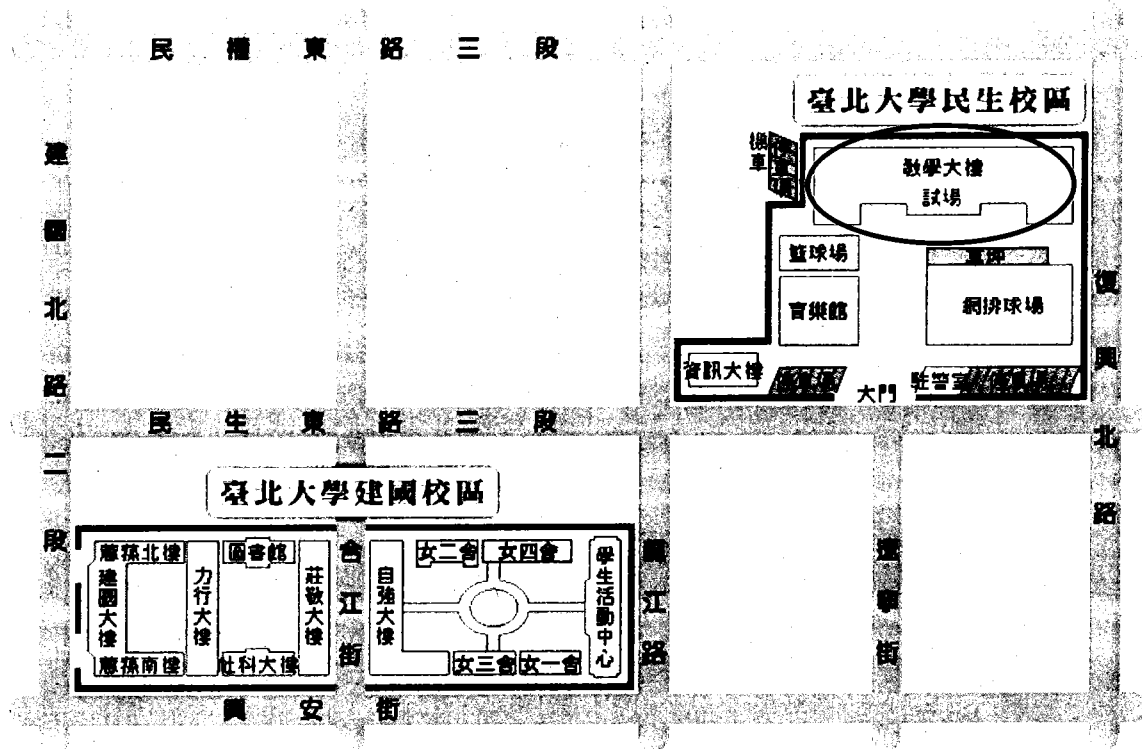 民權東路三段
臺北大學民生校區
建國北路二段
機車
教學大樓
試場
籃球場
音樂館
網排球場
資訊大樓
大門
駐警室
復興北路
民生東路三段
臺北大學建國校區
蘼蓀北樓
圖書館
女二舍
女四舍
建國大樓
力行大樓
莊敬大樓
合江街
自強大樓
學生活動中心
龍江路
遼寧街
蘼蓀南樓
社科大樓
女三舍
女一舍
興安街